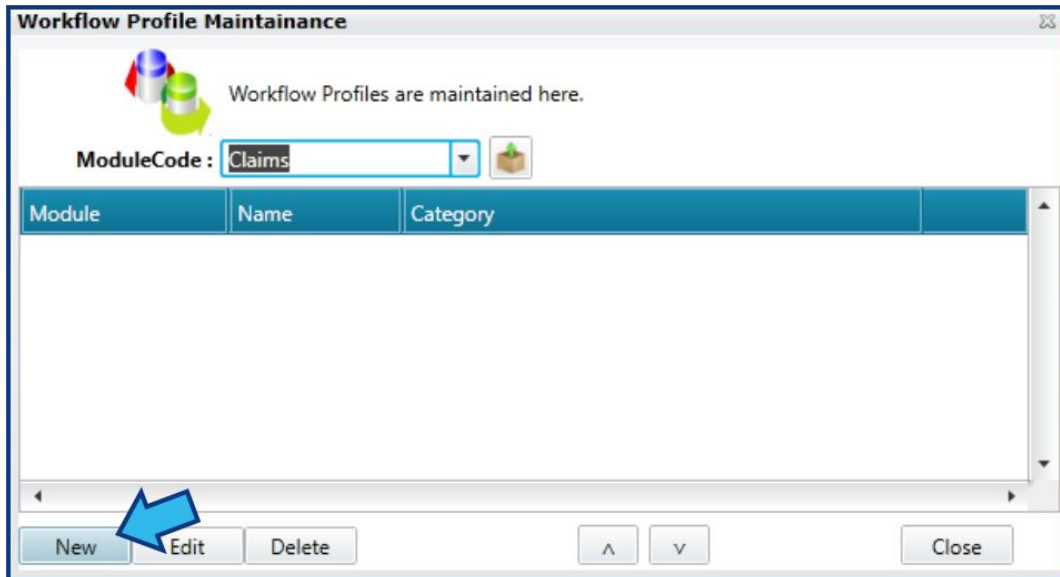 Workflow Profile Maintainance
Workflow Profiles are maintained here.
ModuleCode : Claims
Module Name Category
New Edit Delete ʌ v Close